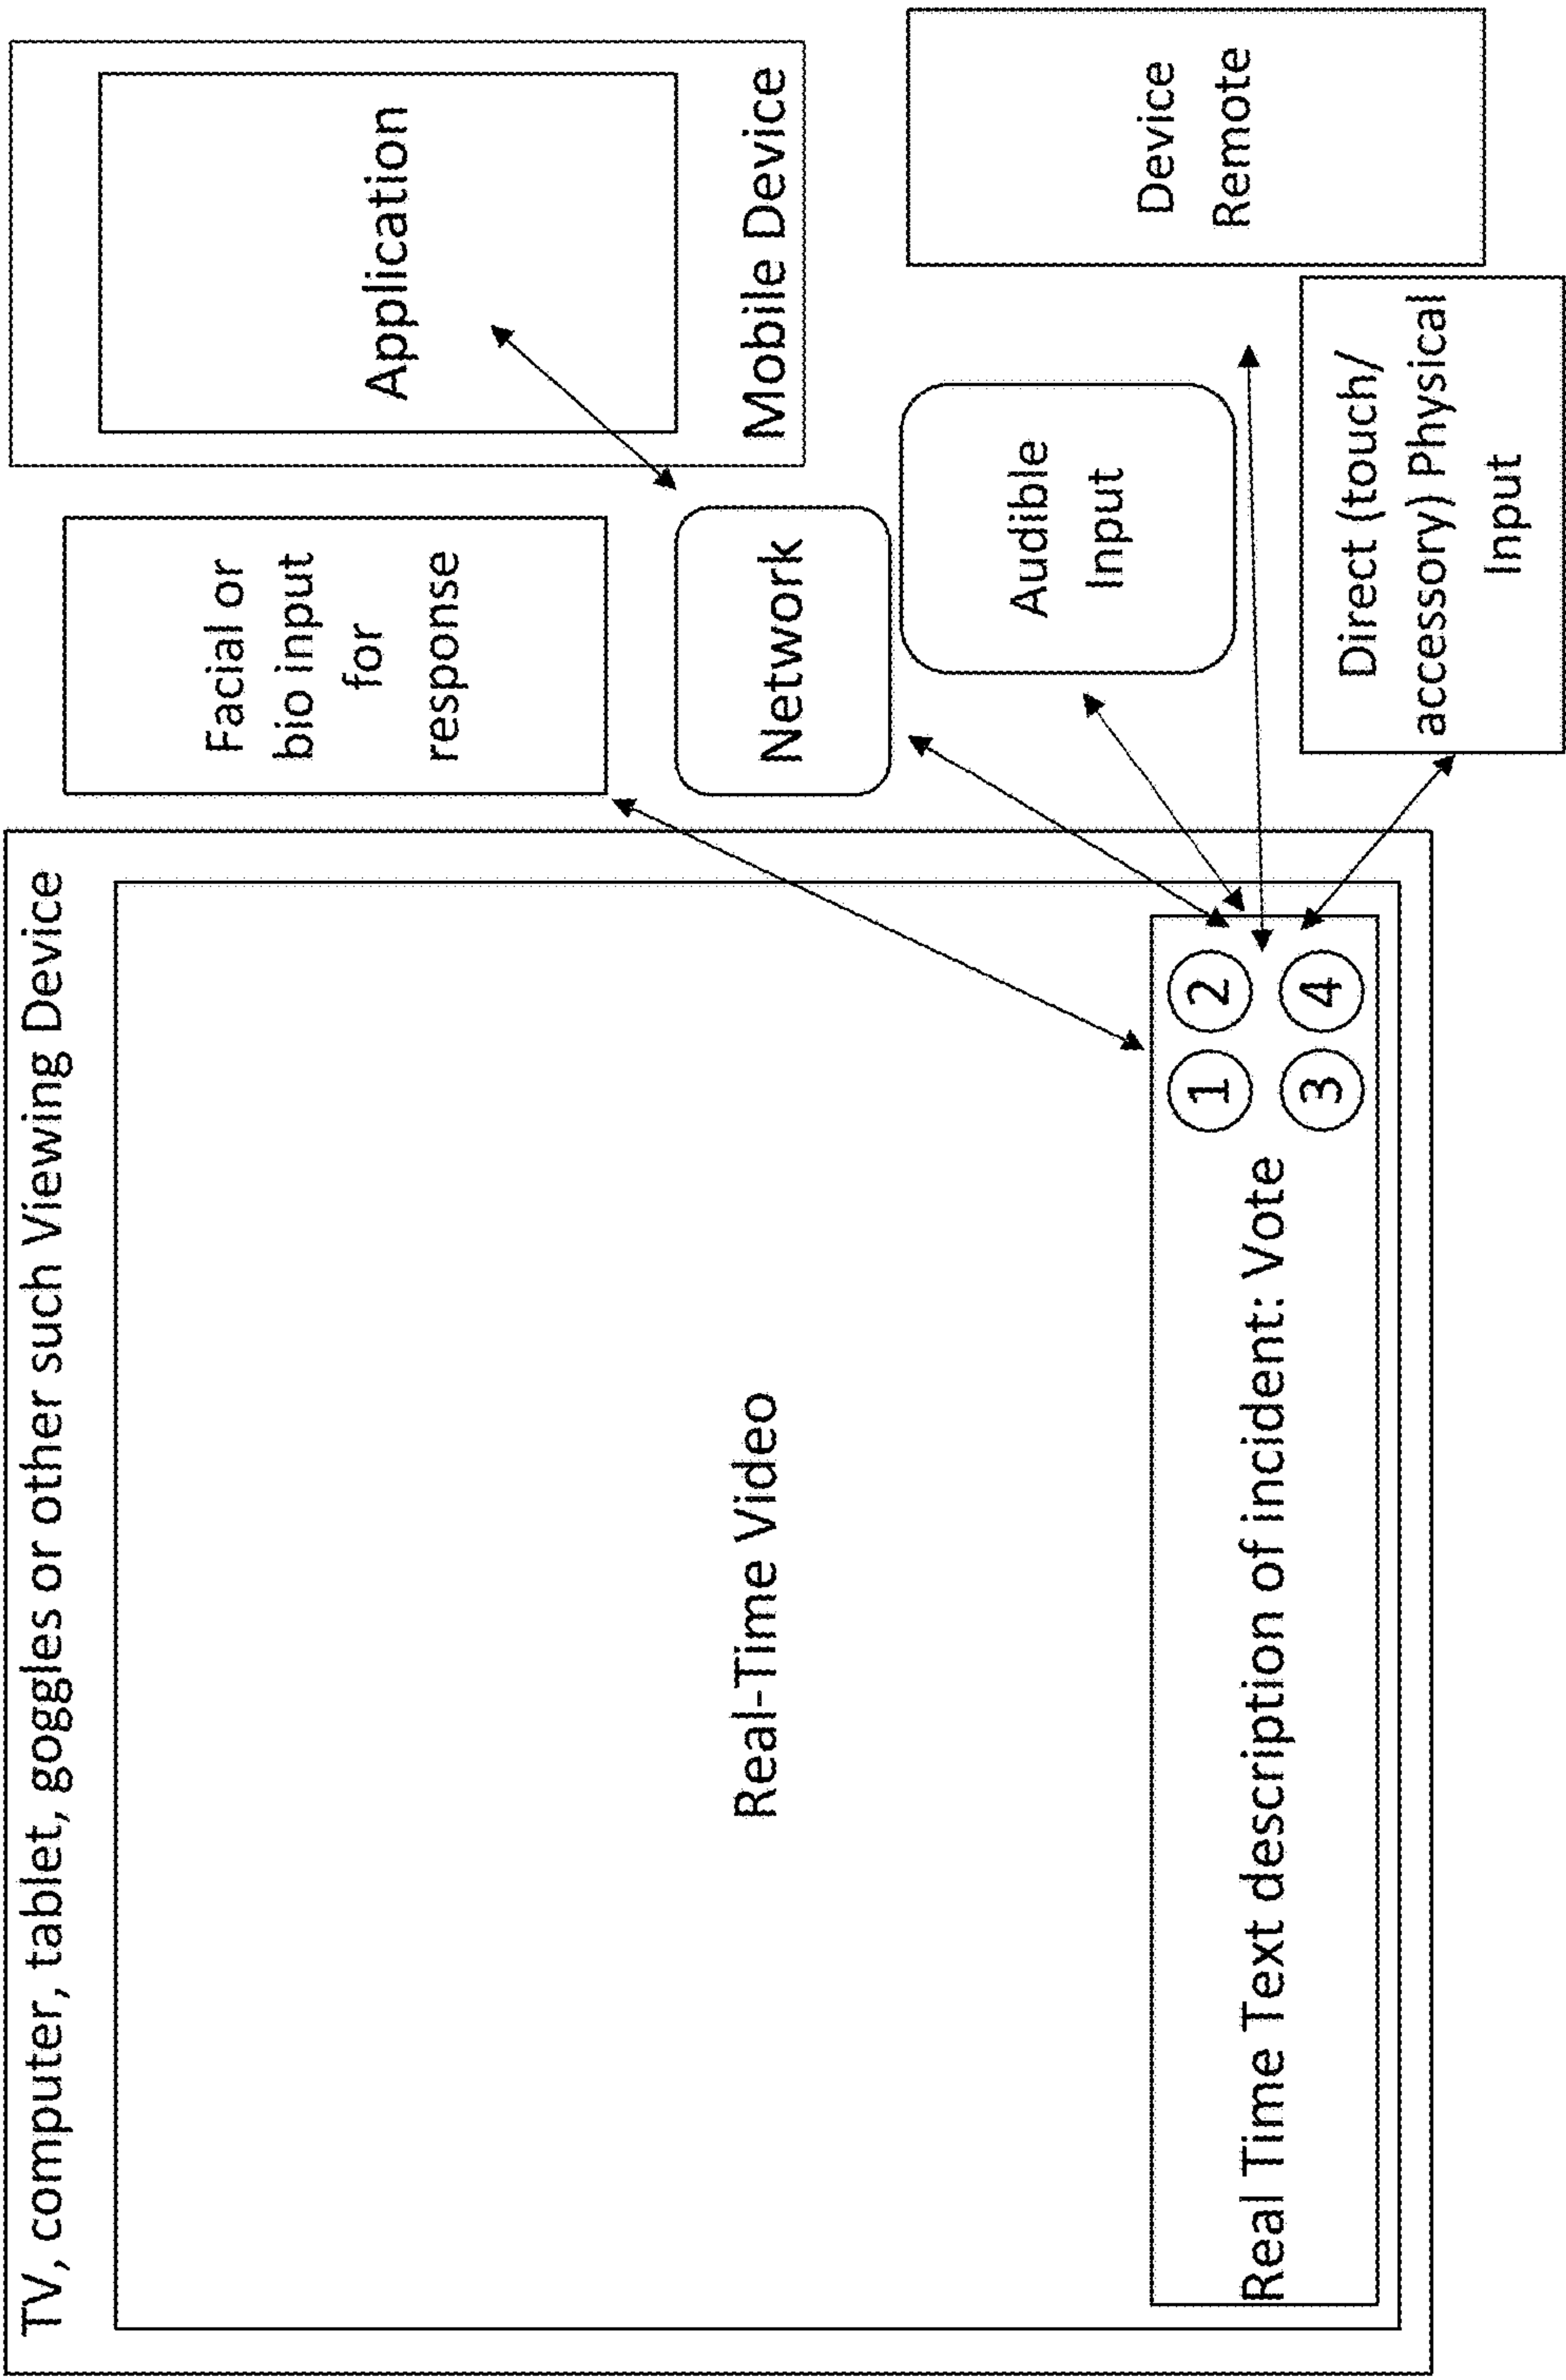 TV, computer, tablet, goggles or other such Viewing Device
Real-Time Video
Real Time Text description of incident: Vote
1 2
3 4
Facial or
bio input
for
response
Application
Mobile Device
Network
Audible
Input
Device
Remote
Direct (touch/
accessory) Physical
Input